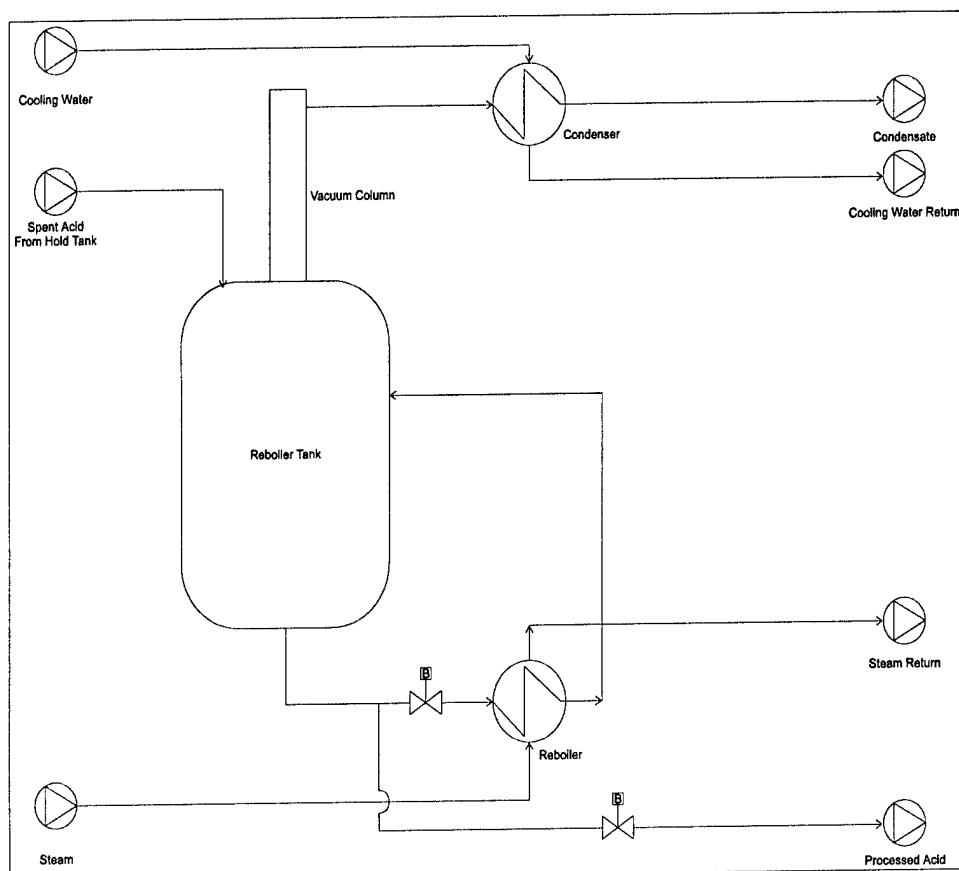 Cooling Water
Condenser
Condensate
Vacuum Column
Cooling Water Return
Spent Acid
From Hold Tank
Reboiler Tank
B
Steam Return
Reboiler
B
Steam
Processed Acid